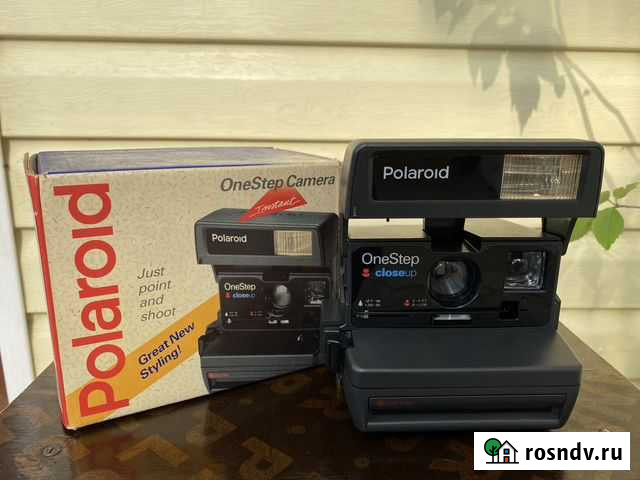 Polaroid
OneStep Camera
Instant
Just
point
and
shoot
Great New
Styling!
Polaroid
OneStep
closeup
Polaroid
OneStep
closeup
rosndv.ru